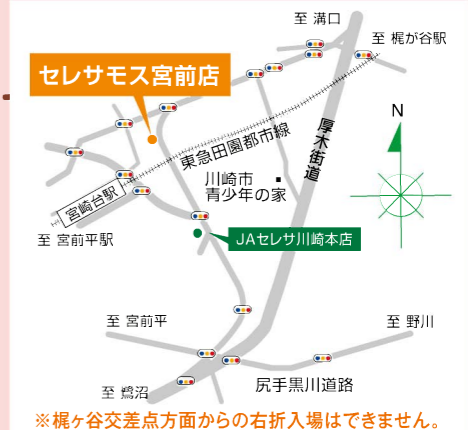 至 溝口
至 梶が谷駅
セレサモス宮前店
N
厚木街道
東急田園都市線
川崎市
青少年の家
宮崎台駅
至 宮前平駅
JAセレサ川崎本店
至 宮前平
至 野川
尻手黒川道路
至 鷺沼
※梶ヶ谷交差点方面からの右折入場はできません。